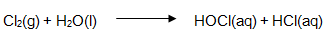 Cl₂(g) + H₂O(l) ⟶ HOCl(aq) + HCl(aq)